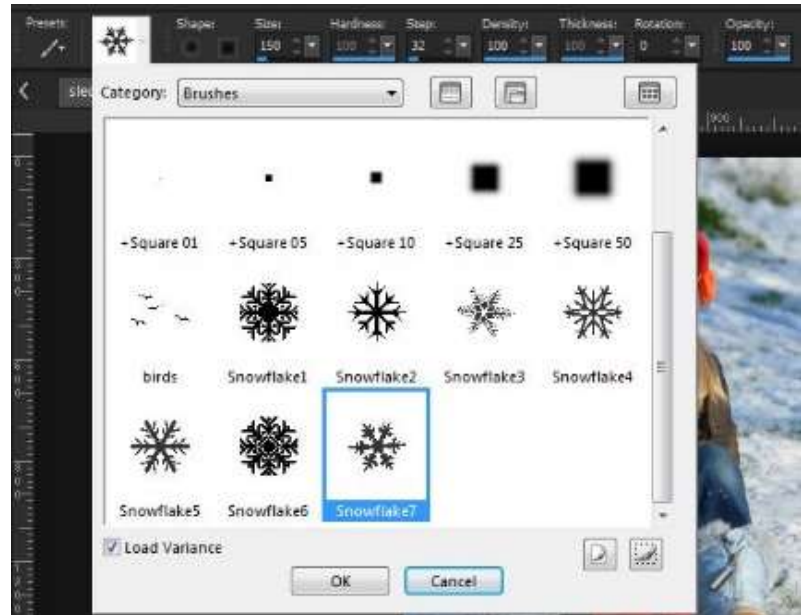 Presets: Shape: Size: Hardness: Step: Density: Thickness: Rotation: Opacity:
150 100 32 100 100 0 100
Category: Brushes
900
+Square 01 +Square 05 +Square 10 +Square 25 +Square 50
birds Snowflake1 Snowflake2 Snowflake3 Snowflake4
Snowflake5 Snowflake6 Snowflake7
Load Variance
OK Cancel